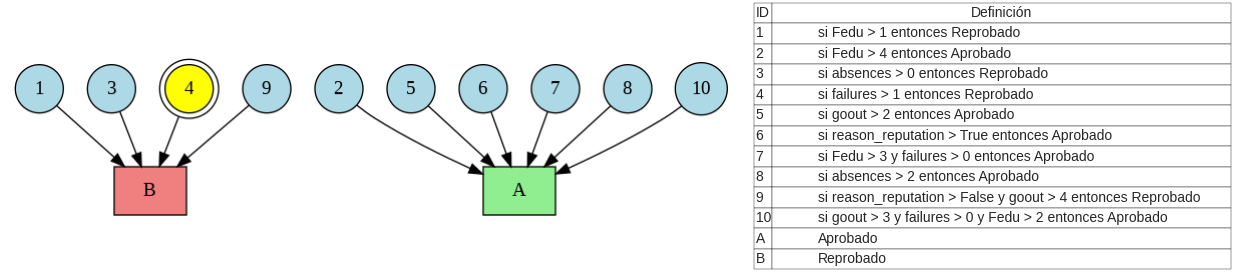 1 3 4 9 2 5 6 7 8 10
B A
ID Definición
1 si Fedu > 1 entonces Reprobado
2 si Fedu > 4 entonces Aprobado
3 si absences > 0 entonces Reprobado
4 si failures > 1 entonces Reprobado
5 si goout > 2 entonces Aprobado
6 si reason_reputation > True entonces Aprobado
7 si Fedu > 3 y failures > 0 entonces Aprobado
8 si absences > 2 entonces Aprobado
9 si reason_reputation > False y goout > 4 entonces Reprobado
10 si goout > 3 y failures > 0 y Fedu > 2 entonces Aprobado
A Aprobado
B Reprobado